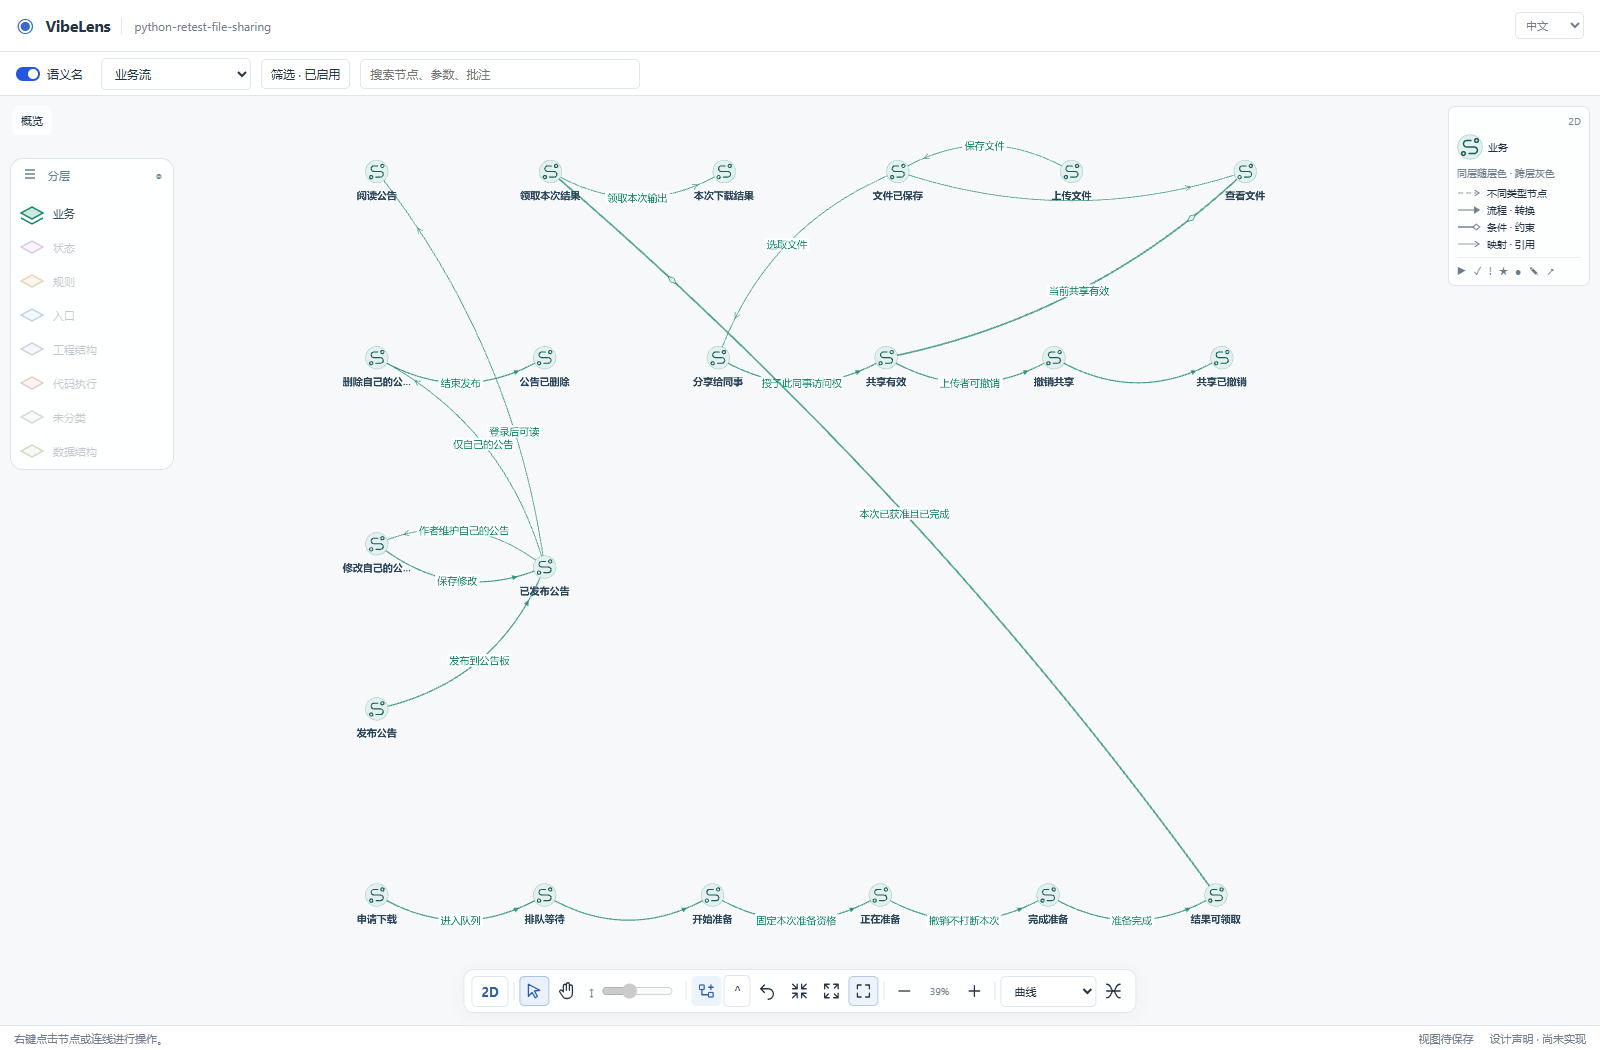 VibeLens
python-retest-file-sharing
中文
语义名
业务流
筛选 · 已启用
搜索节点、参数、批注
概览
分层
业务
状态
规则
入口
工程结构
代码执行
未分类
数据结构
2D
业务
同层随层色 · 跨层灰色
不同类型节点
流程 · 转换
条件 · 约束
映射 · 引用
保存文件
阅读公告
领取本次结果
领取本次输出
本次下载结果
文件已保存
上传文件
查看文件
选取文件
当前共享有效
删除自己的公...
结束发布
公告已删除
分享给同事
授予此同事访问权
共享有效
上传者可撤销
撤销共享
共享已撤销
登录后可读
仅自己的公告
本次已获准且已完成
作者维护自己的公告
修改自己的公...
保存修改
已发布公告
发布到公告板
发布公告
申请下载
进入队列
排队等待
开始准备
固定本次准备资格
正在准备
撤销不打断本次
完成准备
准备完成
结果可领取
2D
39%
曲线
右键点击节点或连线进行操作。
视图待保存
设计声明 · 尚未实现